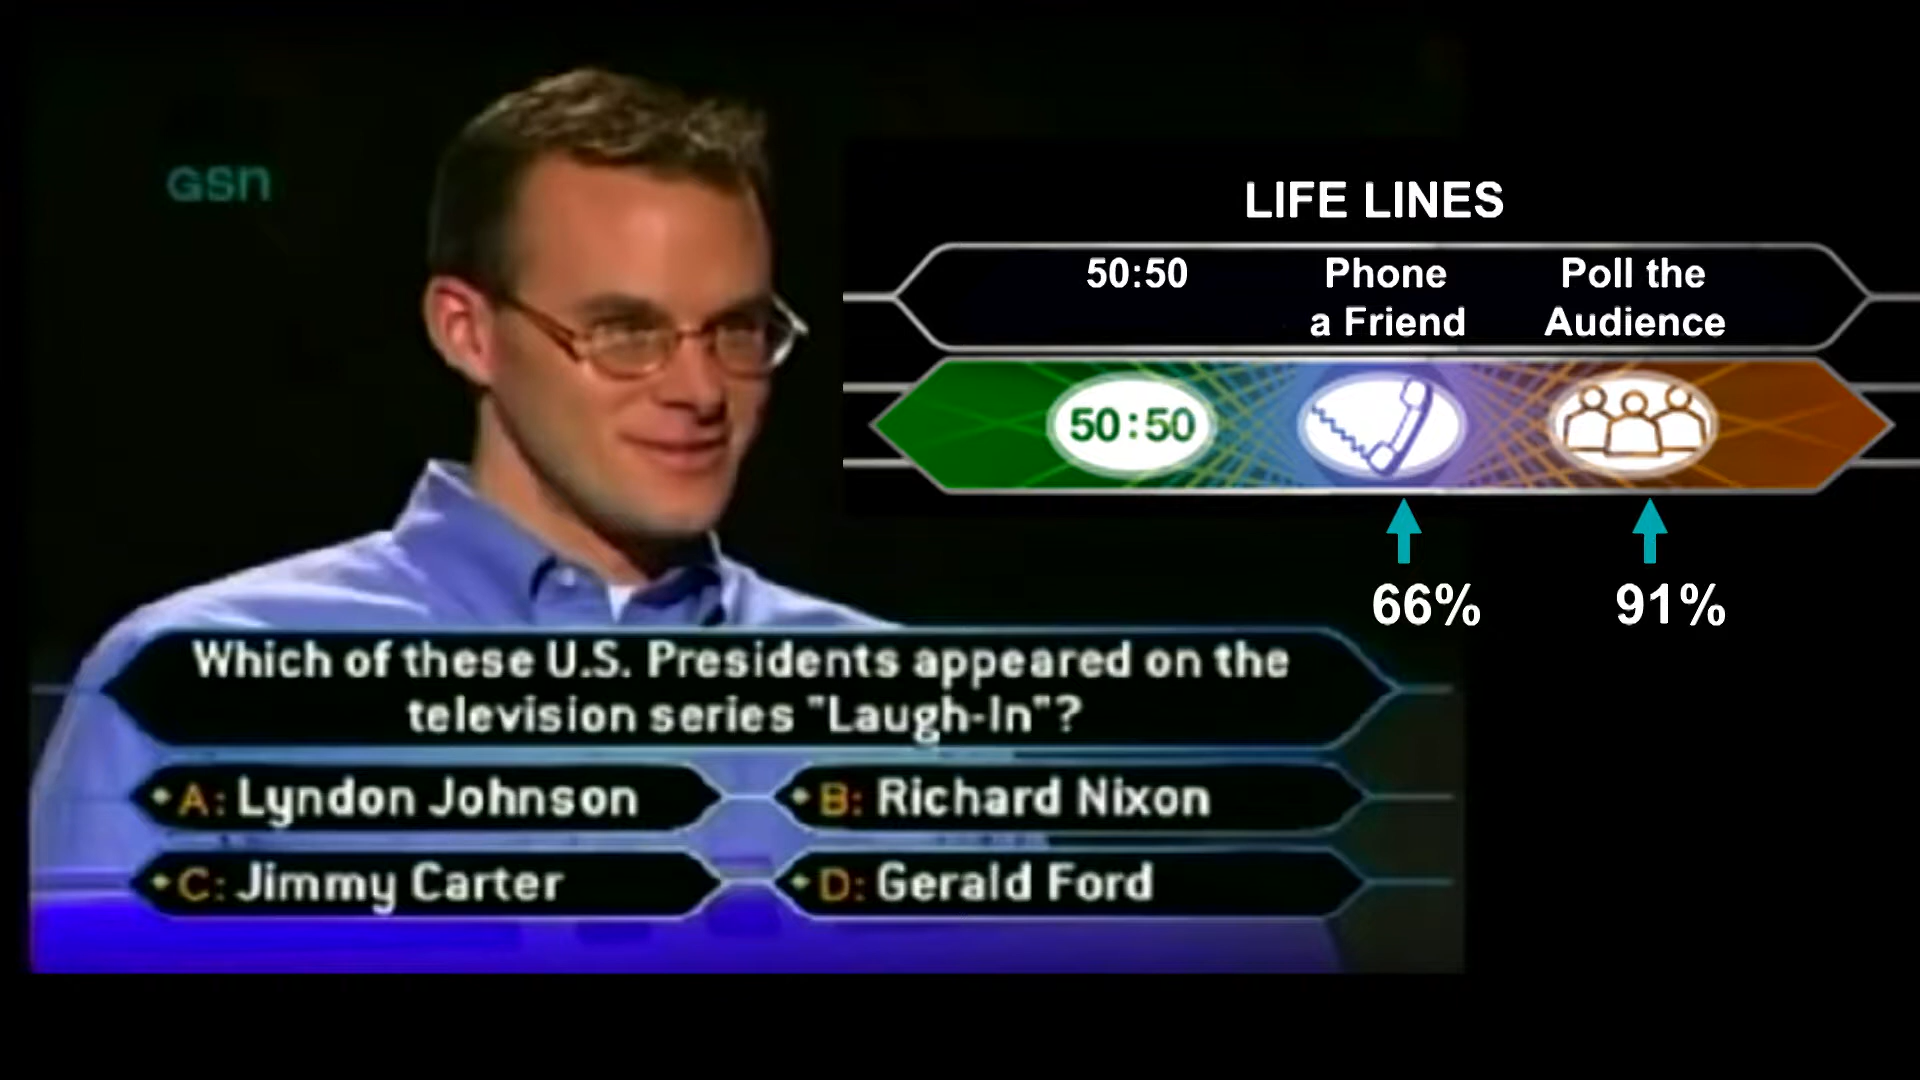 GSN
LIFE LINES
50:50
Phone
a Friend
Poll the
Audience
50:50
66%
91%
Which of these U.S. Presidents appeared on the
television series "Laugh-In"?
A: Lyndon Johnson
B: Richard Nixon
C: Jimmy Carter
D: Gerald Ford